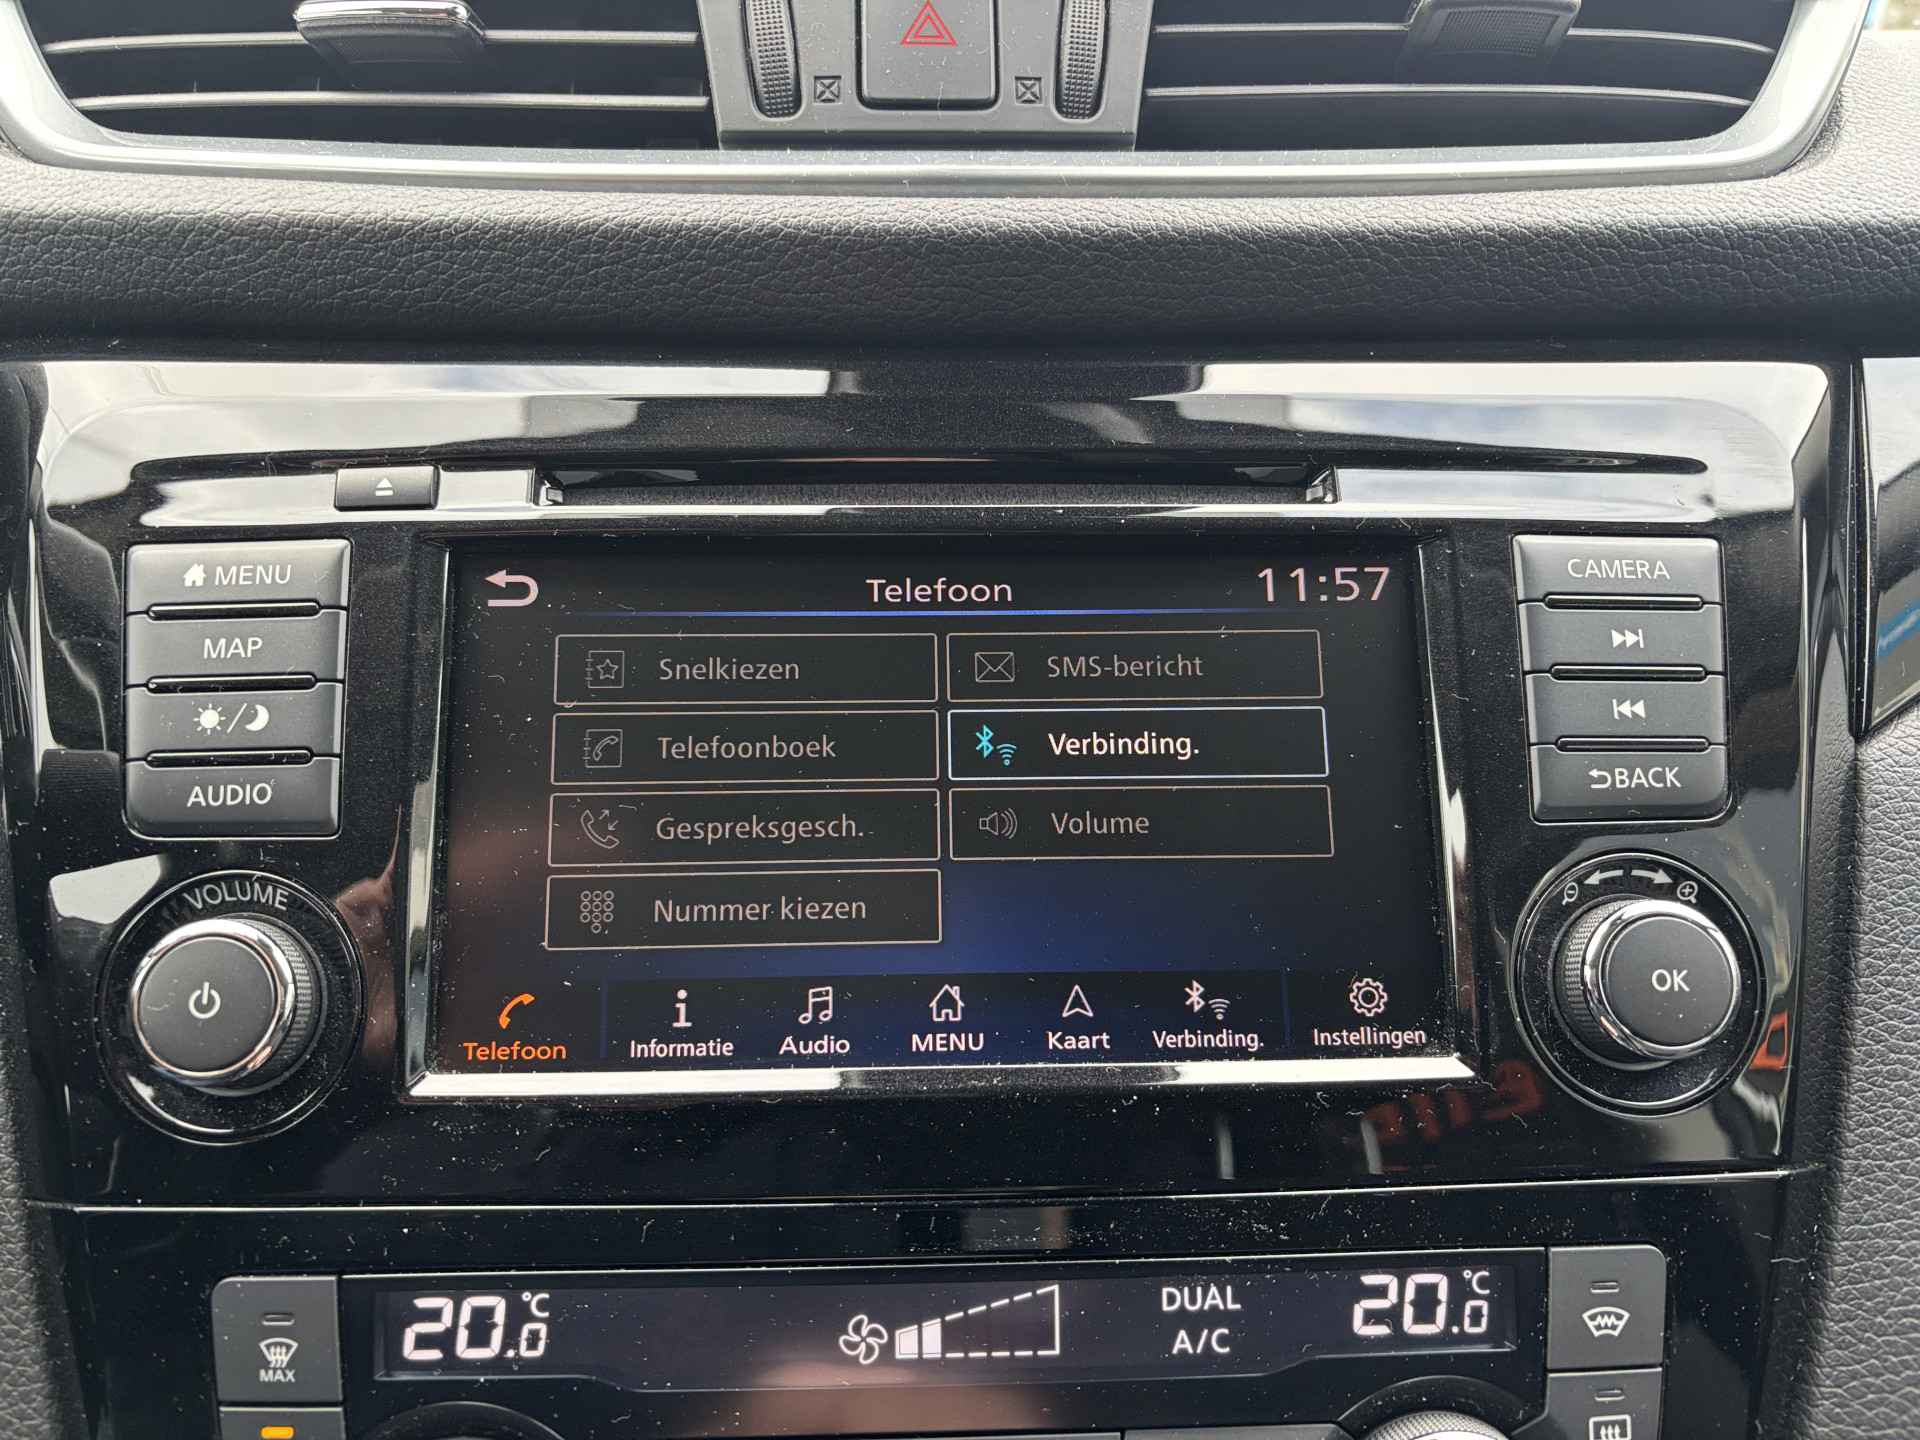 MENU
MAP
AUDIO
VOLUME
Telefoon
11:57
Snelkiezen
SMS-bericht
Telefoonboek
Verbinding.
Gespreksgesch.
Volume
Nummer kiezen
Telefoon
Informatie
Audio
MENU
Kaart
Verbinding.
Instellingen
CAMERA
BACK
OK
MAX
20.0 °C
DUAL
A/C
20.0 °C